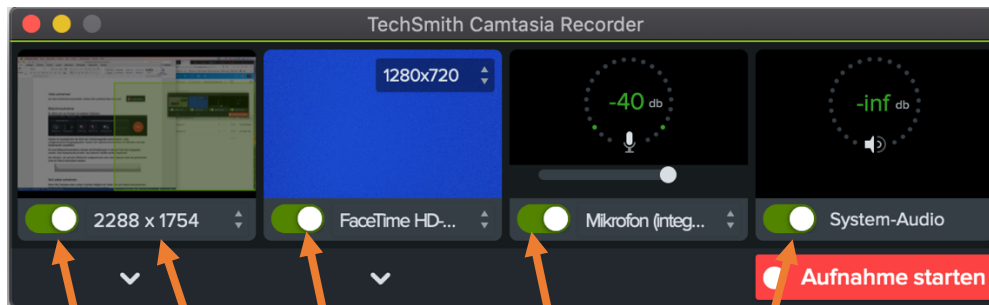 TechSmith Camtasia Recorder
1280x720
-40 db
-inf db
2288 x 1754
FaceTime HD-...
Mikrofon (integ...
System-Audio
Aufnahme starten